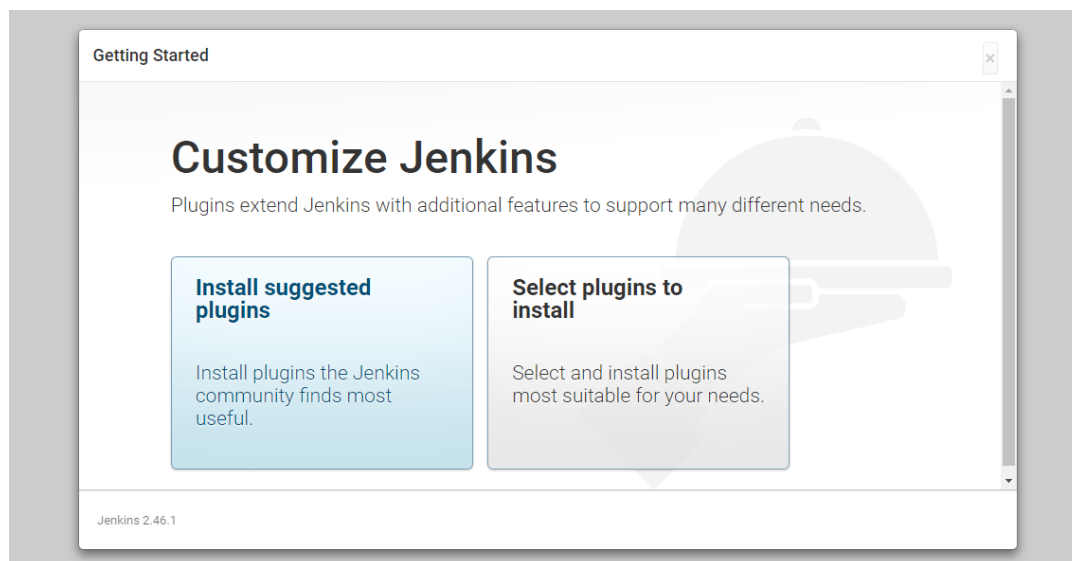 Getting Started
×
Customize Jenkins
Plugins extend Jenkins with additional features to support many different needs.
Install suggested
plugins
Install plugins the Jenkins
community finds most
useful.
Select plugins to
install
Select and install plugins
most suitable for your needs.
Jenkins 2.46.1